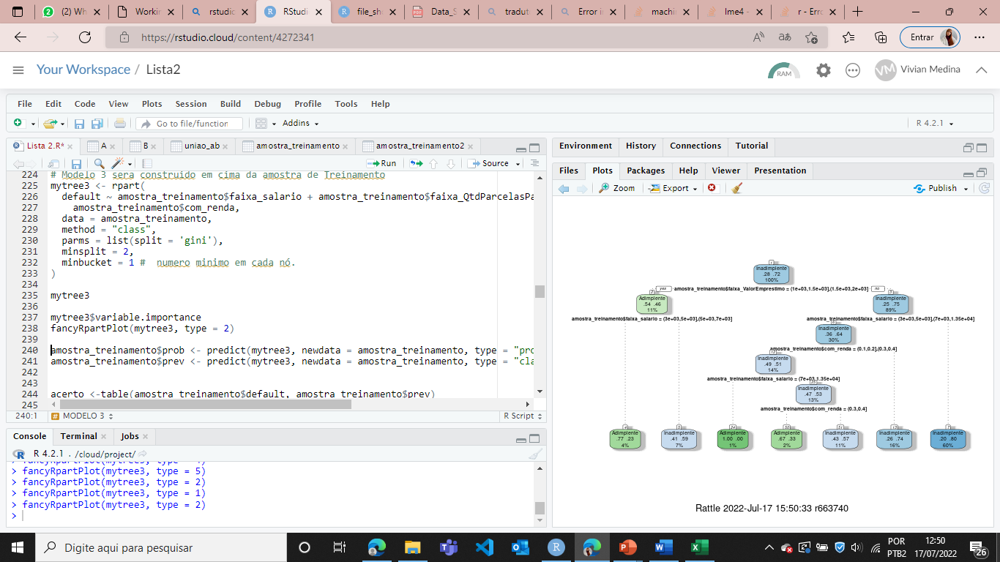 (2) Wh
Workin
rstudio
RStudi
file_sh
Data_S
traduti
Error in
machi
lme4 -
r - Erro
https://rstudio.cloud/content/4272341
Entrar
Your Workspace / Lista2
RAM
VM
Vivian Medina
File Edit Code View Plots Session Build Debug Profile Tools Help
Go to file/function
Addins
R 4.2.1
Lista 2.R*
A
B
uniao_ab
amostra_treinamento
amostra_treinamento2
Run
Source
224 # Modelo 3 sera construido em cima da amostra de Treinamento
225 mytree3 <- rpart(
226 default ~ amostra_treinamento$faixa_salario + amostra_treinamento$faixa_QtdParcelasPa
227 amostra_treinamento$com_renda,
228 data = amostra_treinamento,
229 method = "class",
230 parms = list(split = 'gini'),
231 minsplit = 2,
232 minbucket = 1 # numero minimo em cada nó.
233 )
234
235 mytree3
236
237 mytree3$variable.importance
238 fancyRpartPlot(mytree3, type = 2)
239
240 amostra_treinamento$prob <- predict(mytree3, newdata = amostra_treinamento, type = "pro
241 amostra_treinamento$prev <- predict(mytree3, newdata = amostra_treinamento, type = "cla
242
243
244 acerto <-table(amostra_treinamento$default, amostra_treinamento$prev)
245
240:1
# MODELO 3
R Script
Console Terminal Jobs
R 4.2.1 . /cloud/project/
> fancyRpartPlot(mytree3, type = 5)
> fancyRpartPlot(mytree3, type = 2)
> fancyRpartPlot(mytree3, type = 1)
> fancyRpartPlot(mytree3, type = 2)
>
Environment History Connections Tutorial
Files Plots Packages Help Viewer Presentation
Zoom
Export
Publish
1
Inadimplente
.28 .72
100%
yes
amostra_treinamento$faixa_ValorEmprestimo = (1e+03,1.5e+03],(1.5e+03,2e+03]
no
2
Adimplente
.54 .46
11%
3
Inadimplente
.25 .75
89%
amostra_treinamento$faixa_salario = (3e+03,5e+03],(5e+03,7e+03]
amostra_treinamento$faixa_salario = (3e+03,5e+03],(7e+03,1.35e+04]
6
Inadimplente
.36 .64
30%
amostra_treinamento$com_renda = (0.1,0.2],(0.3,0.4]
12
Inadimplente
.49 .51
14%
amostra_treinamento$faixa_salario = (7e+03,1.35e+04]
25
Inadimplente
.47 .53
13%
amostra_treinamento$com_renda = (0.3,0.4]
4
Adimplente
.77 .23
4%
5
Inadimplente
.41 .59
7%
24
Adimplente
1.00 .00
1%
50
Adimplente
.67 .33
2%
51
Inadimplente
.43 .57
11%
13
Inadimplente
.26 .74
16%
7
Inadimplente
.20 .80
60%
Rattle 2022-Jul-17 15:50:33 r663740
Digite aqui para pesquisar
POR
PTB2
12:50
17/07/2022
26